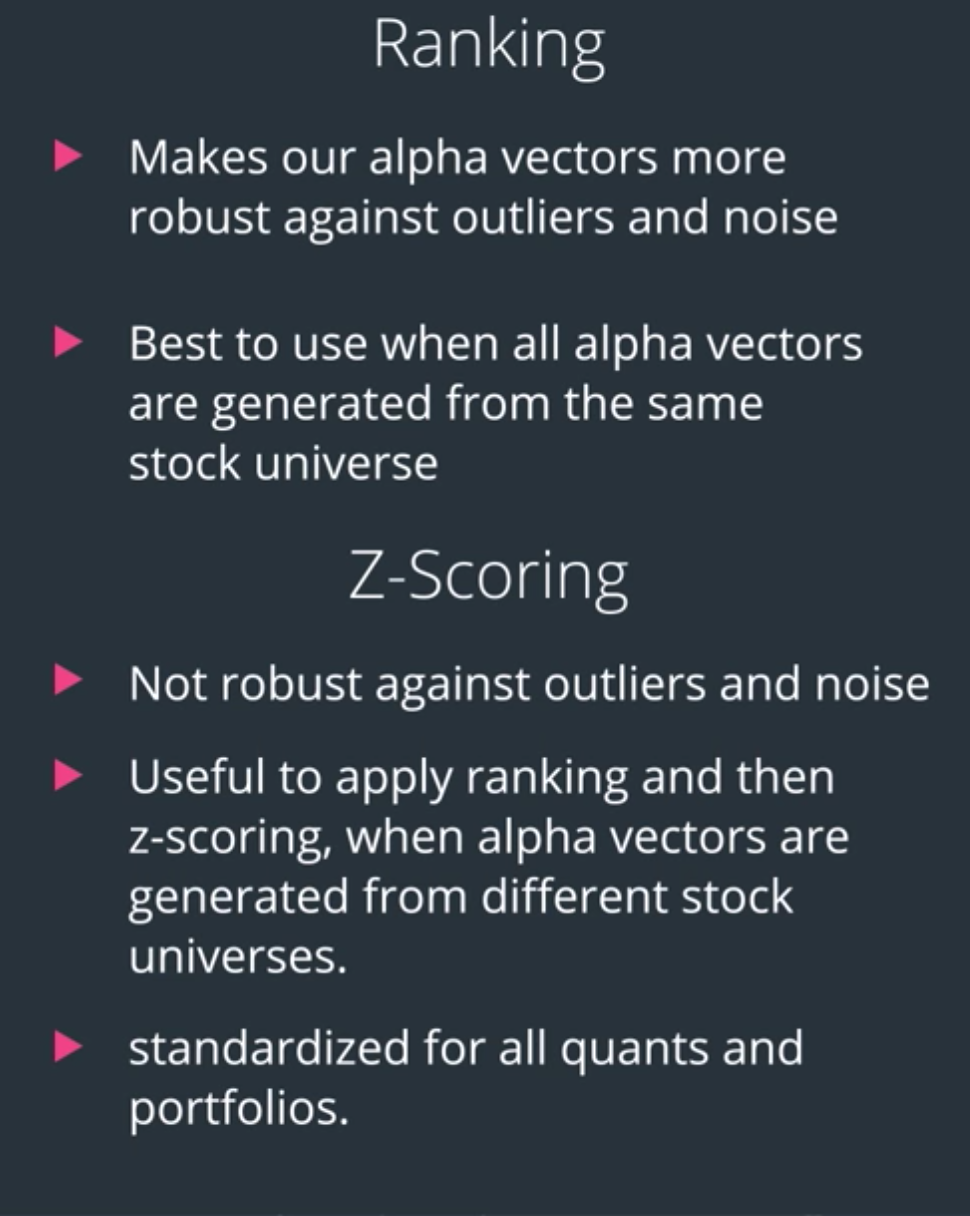 Ranking
Makes our alpha vectors more
robust against outliers and noise
Best to use when all alpha vectors
are generated from the same
stock universe
Z-Scoring
Not robust against outliers and noise
Useful to apply ranking and then
z-scoring, when alpha vectors are
generated from different stock
universes.
standardized for all quants and
portfolios.